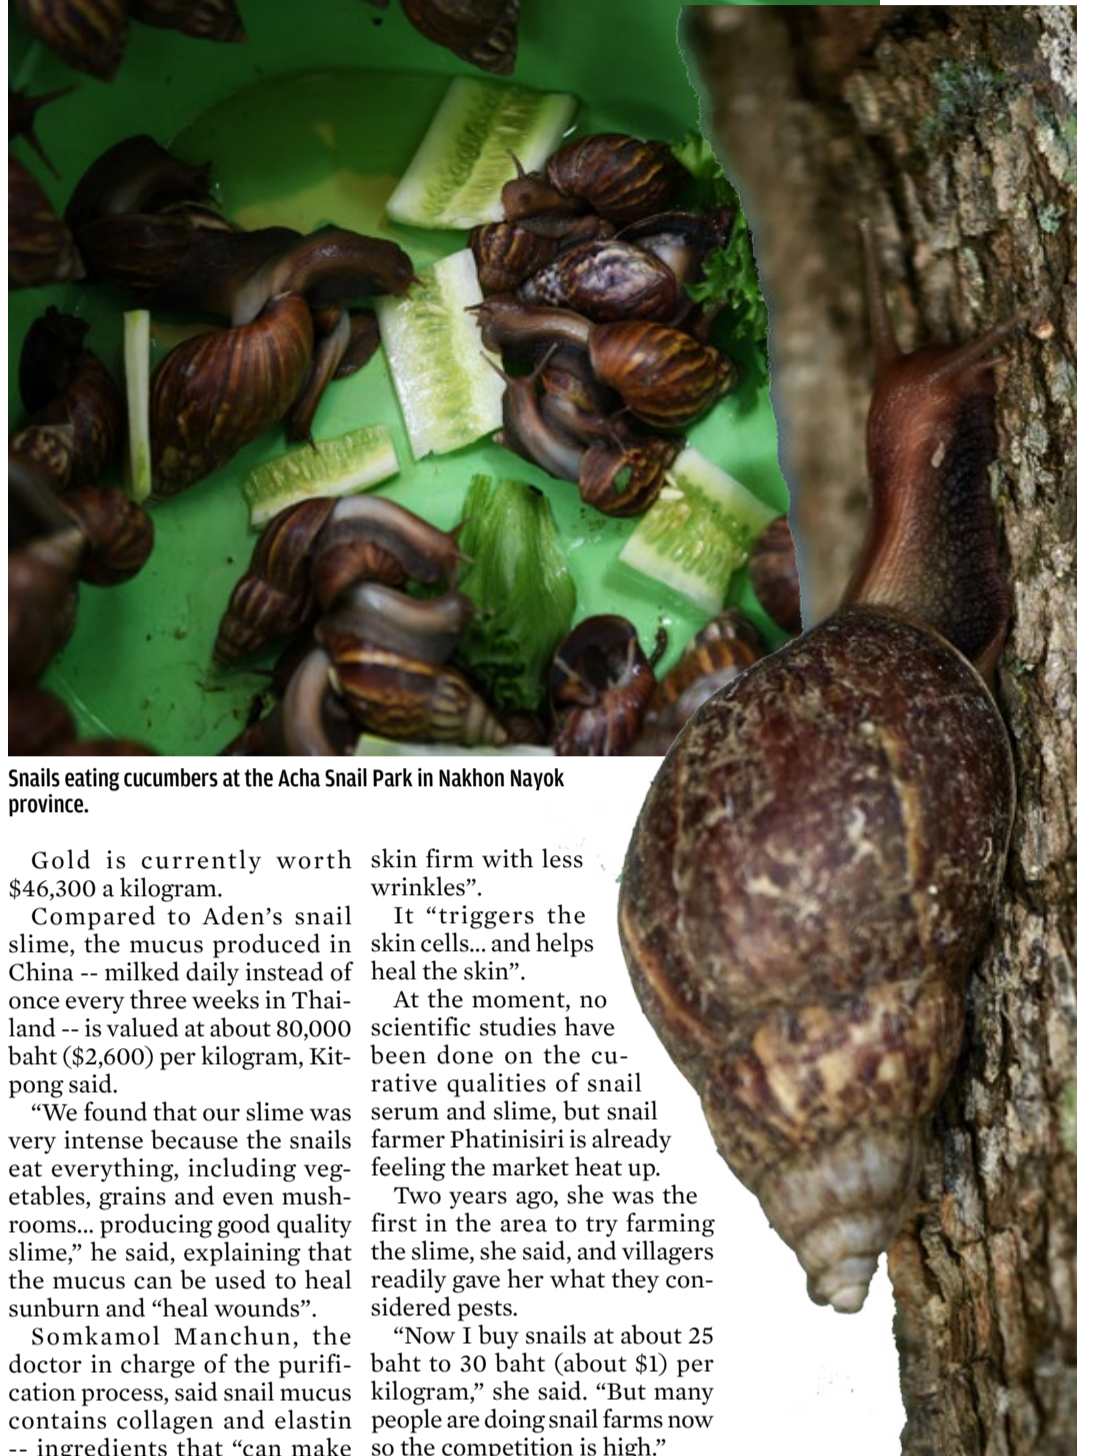 Snails eating cucumbers at the Acha Snail Park in Nakhon Nayok
province.
Gold is currently worth
$46,300 a kilogram.
Compared to Aden’s snail
slime, the mucus produced in
China -- milked daily instead of
once every three weeks in Thai-
land -- is valued at about 80,000
baht ($2,600) per kilogram, Kit-
pong said.
“We found that our slime was
very intense because the snails
eat everything, including veg-
etables, grains and even mush-
rooms... producing good quality
slime,” he said, explaining that
the mucus can be used to heal
sunburn and “heal wounds”.
Somkamol Manchun, the
doctor in charge of the purifi-
cation process, said snail mucus
contains collagen and elastin
-- ingredients that “can make
skin firm with less
wrinkles”.
It “triggers the
skin cells... and helps
heal the skin”.
At the moment, no
scientific studies have
been done on the cu-
rative qualities of snail
serum and slime, but snail
farmer Phatinisiri is already
feeling the market heat up.
Two years ago, she was the
first in the area to try farming
the slime, she said, and villagers
readily gave her what they con-
sidered pests.
“Now I buy snails at about 25
baht to 30 baht (about $1) per
kilogram,” she said. “But many
people are doing snail farms now
so the competition is high.”